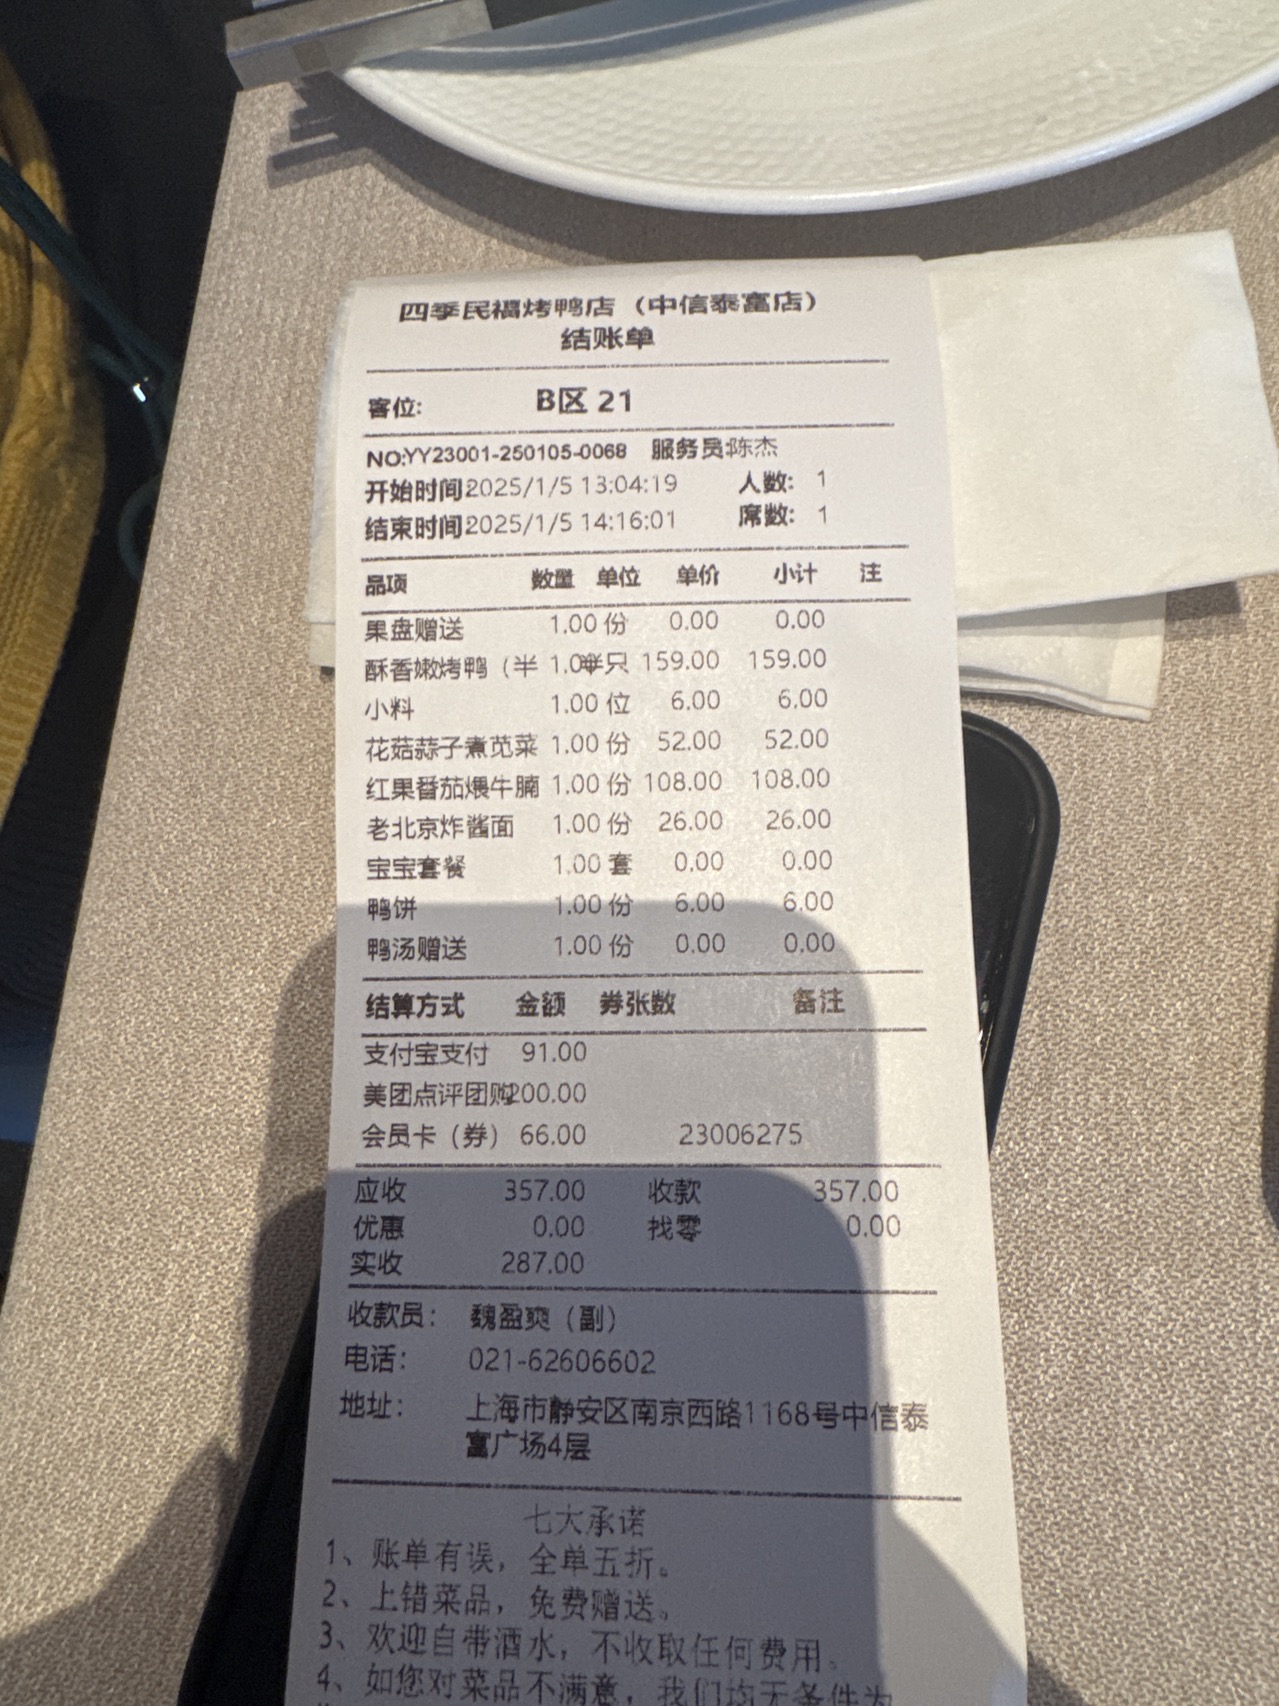 四季民福烤鸭店（中信泰富店）
结账单
客位: B区 21
NO:YY23001-250105-0068 服务员:陈杰
开始时间2025/1/5 13:04:19 人数: 1
结束时间2025/1/5 14:16:01 席数: 1
品项 数量 单位 单价 小计 注
果盘赠送 1.00 份 0.00 0.00
酥香嫩烤鸭（半 1.00半只 159.00 159.00
小料 1.00 位 6.00 6.00
花菇蒜子煮苋菜 1.00 份 52.00 52.00
红果番茄煨牛腩 1.00 份 108.00 108.00
老北京炸酱面 1.00 份 26.00 26.00
宝宝套餐 1.00 套 0.00 0.00
鸭饼 1.00 份 6.00 6.00
鸭汤赠送 1.00 份 0.00 0.00
结算方式 金额 券张数 备注
支付宝支付 91.00
美团点评团购200.00
会员卡（券）66.00 23006275
应收 357.00 收款 357.00
优惠 0.00 找零 0.00
实收 287.00
收款员: 魏盈爽（副）
电话: 021-62606602
地址: 上海市静安区南京西路1168号中信泰
富广场4层
七大承诺
1、账单有误，全单五折。
2、上错菜品，免费赠送。
3、欢迎自带酒水，不收取任何费用。
4、如您对菜品不满意，我们均无条件为